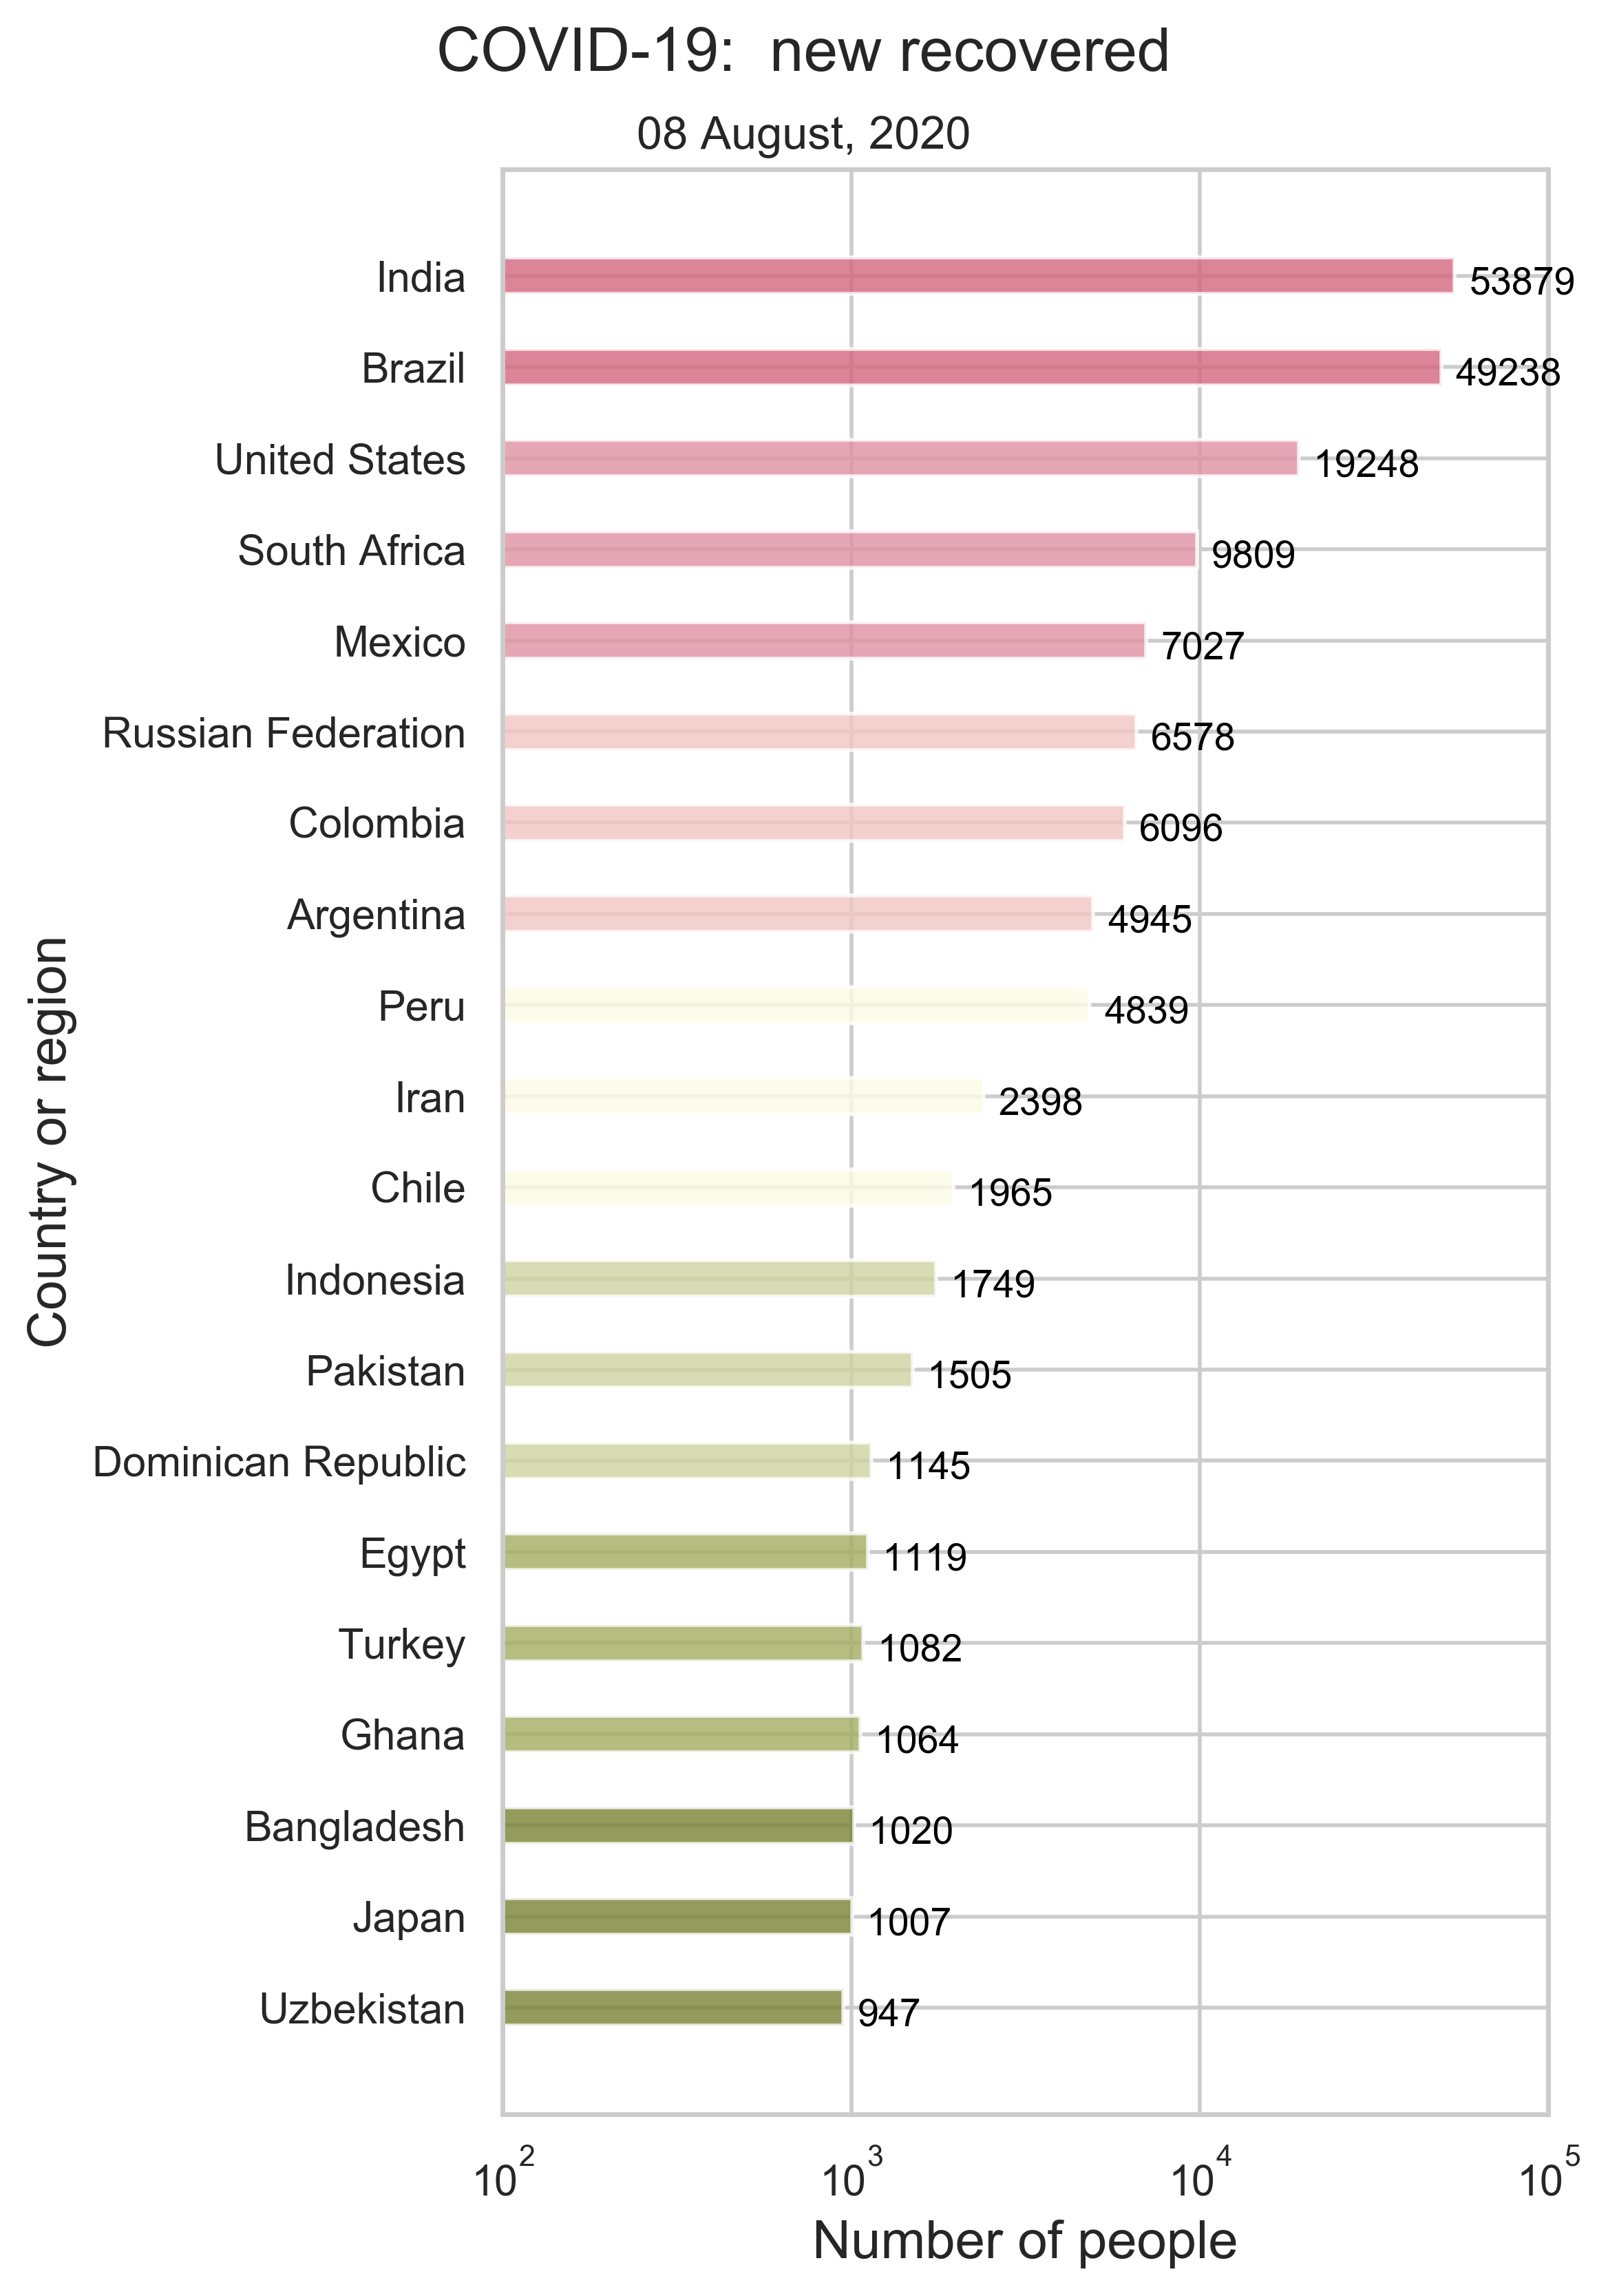 COVID-19:  new recovered
08 August, 2020
India 53879
Brazil 49238
United States 19248
South Africa 9809
Mexico 7027
Russian Federation 6578
Colombia 6096
Argentina 4945
Peru 4839
Iran 2398
Chile 1965
Indonesia 1749
Pakistan 1505
Dominican Republic 1145
Egypt 1119
Turkey 1082
Ghana 1064
Bangladesh 1020
Japan 1007
Uzbekistan 947
Country or region
10² 10³ 10⁴ 10⁵
Number of people